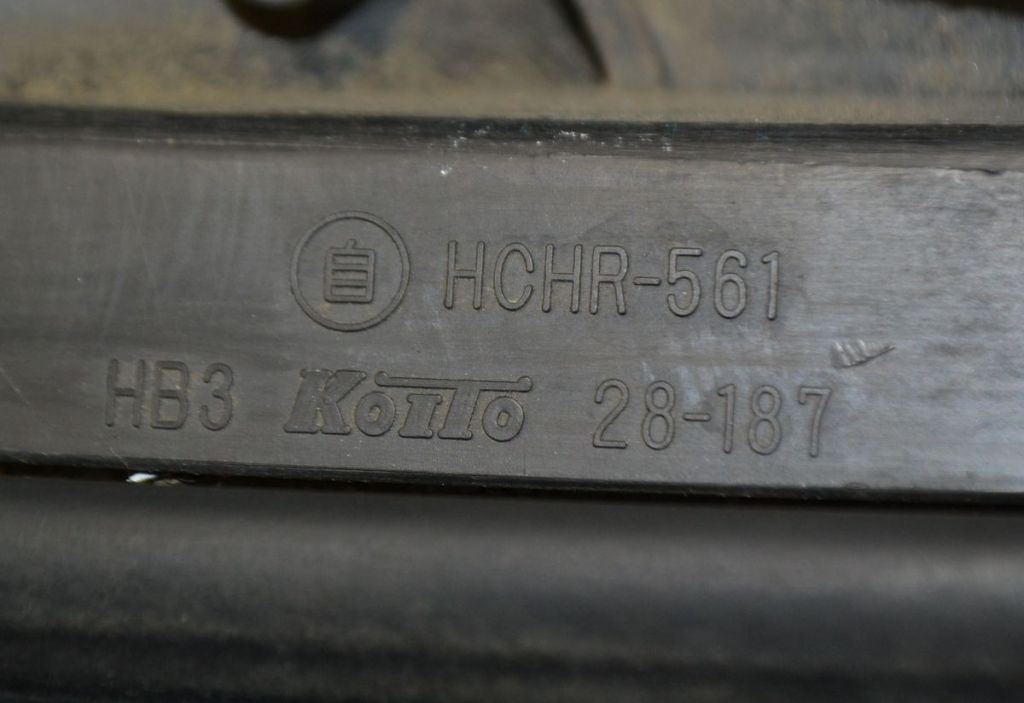 自 HCHR-561
HB3 KOITO 28-187